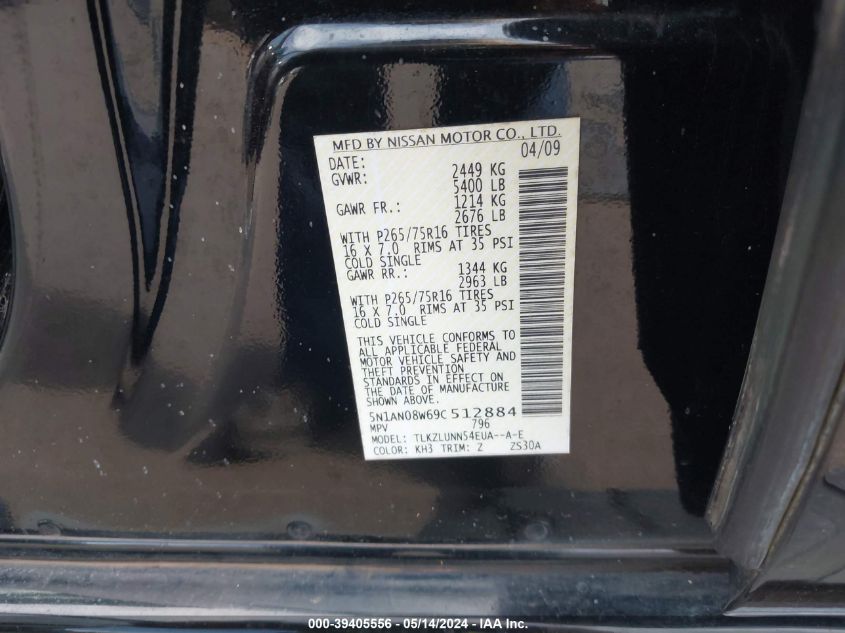 MFD BY NISSAN MOTOR CO., LTD.
DATE: 04/09
GVWR: 2449 KG
5400 LB
GAWR FR.: 1214 KG
2676 LB
WITH P265/75R16 TIRES
16 X 7.0 RIMS AT 35 PSI
COLD SINGLE
GAWR RR.: 1344 KG
2963 LB
WITH P265/75R16 TIRES
16 X 7.0 RIMS AT 35 PSI
COLD SINGLE
THIS VEHICLE CONFORMS TO
ALL APPLICABLE FEDERAL
MOTOR VEHICLE SAFETY AND
THEFT PREVENTION
STANDARDS IN EFFECT ON
THE DATE OF MANUFACTURE
SHOWN ABOVE.
5N1AN08W69C512884
MPV 796
MODEL: TLKZLUNN54EUA--A-E
COLOR: KH3 TRIM: Z ZS30A
000-39405556 - 05/14/2024 - IAA Inc.